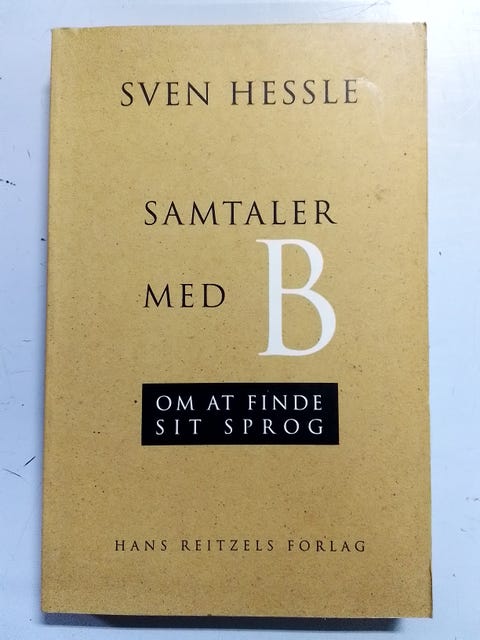 SVEN HESSLE
SAMTALER
MED B
OM AT FINDE
SIT SPROG
HANS REITZELS FORLAG